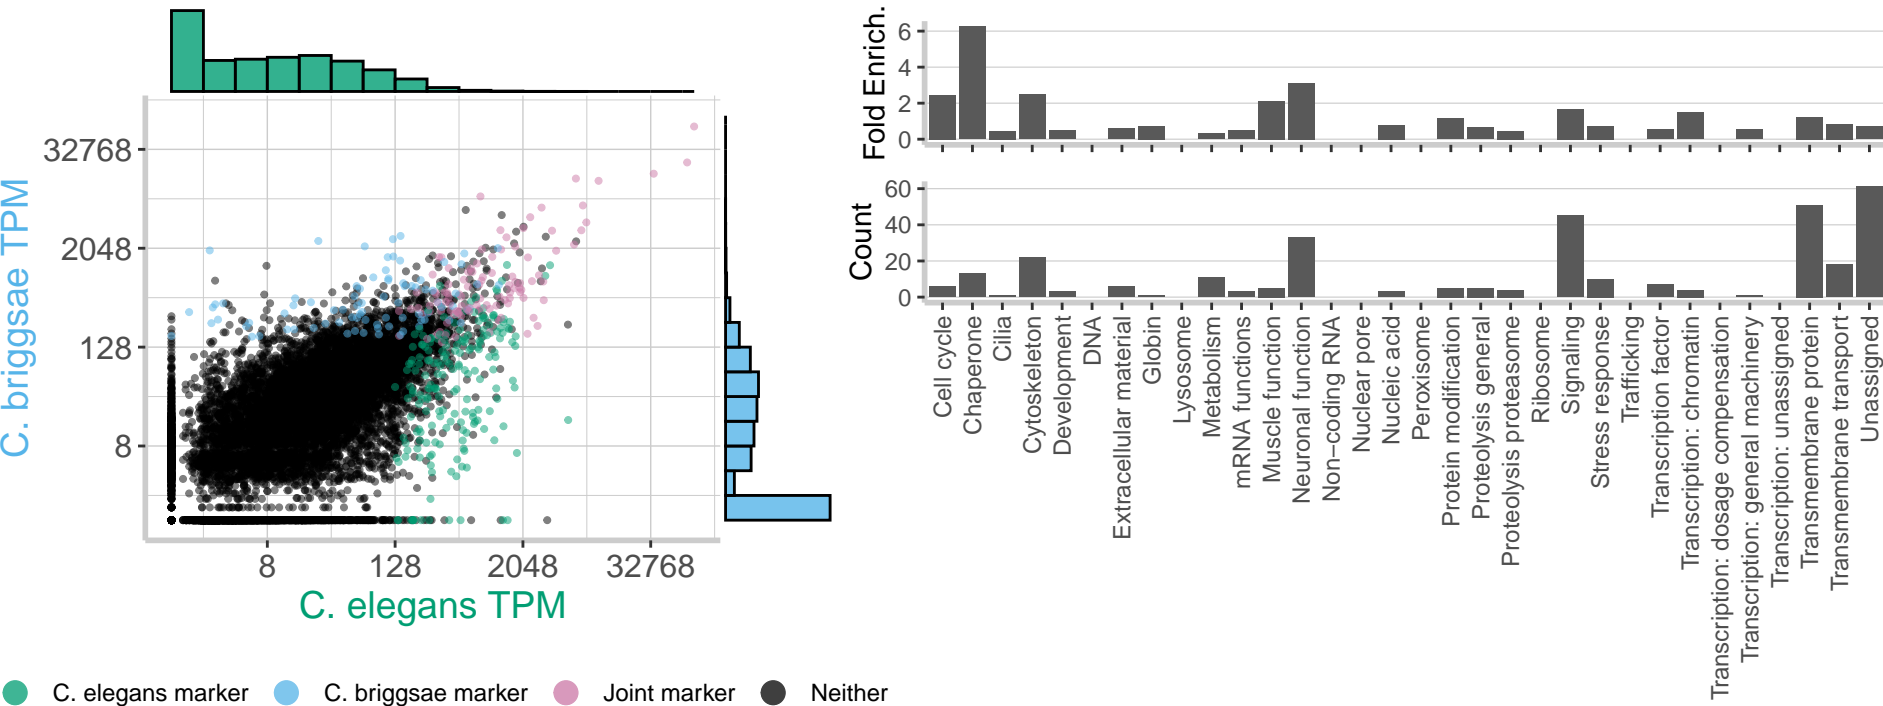 C. briggsae TPM
32768
2048
128
8
8
128
2048
32768
C. elegans TPM
C. elegans marker
C. briggsae marker
Joint marker
Neither
Fold Enrich.
6
4
2
0
Count
60
40
20
0
Cell cycle
Chaperone
Cilia
Cytoskeleton
Development
DNA
Extracellular material
Globin
Lysosome
Metabolism
mRNA functions
Muscle function
Neuronal function
Non−coding RNA
Nuclear pore
Nucleic acid
Peroxisome
Protein modification
Proteolysis general
Proteolysis proteasome
Ribosome
Signaling
Stress response
Trafficking
Transcription factor
Transcription: chromatin
Transcription: dosage compensation
Transcription: general machinery
Transcription: unassigned
Transmembrane protein
Transmembrane transport
Unassigned